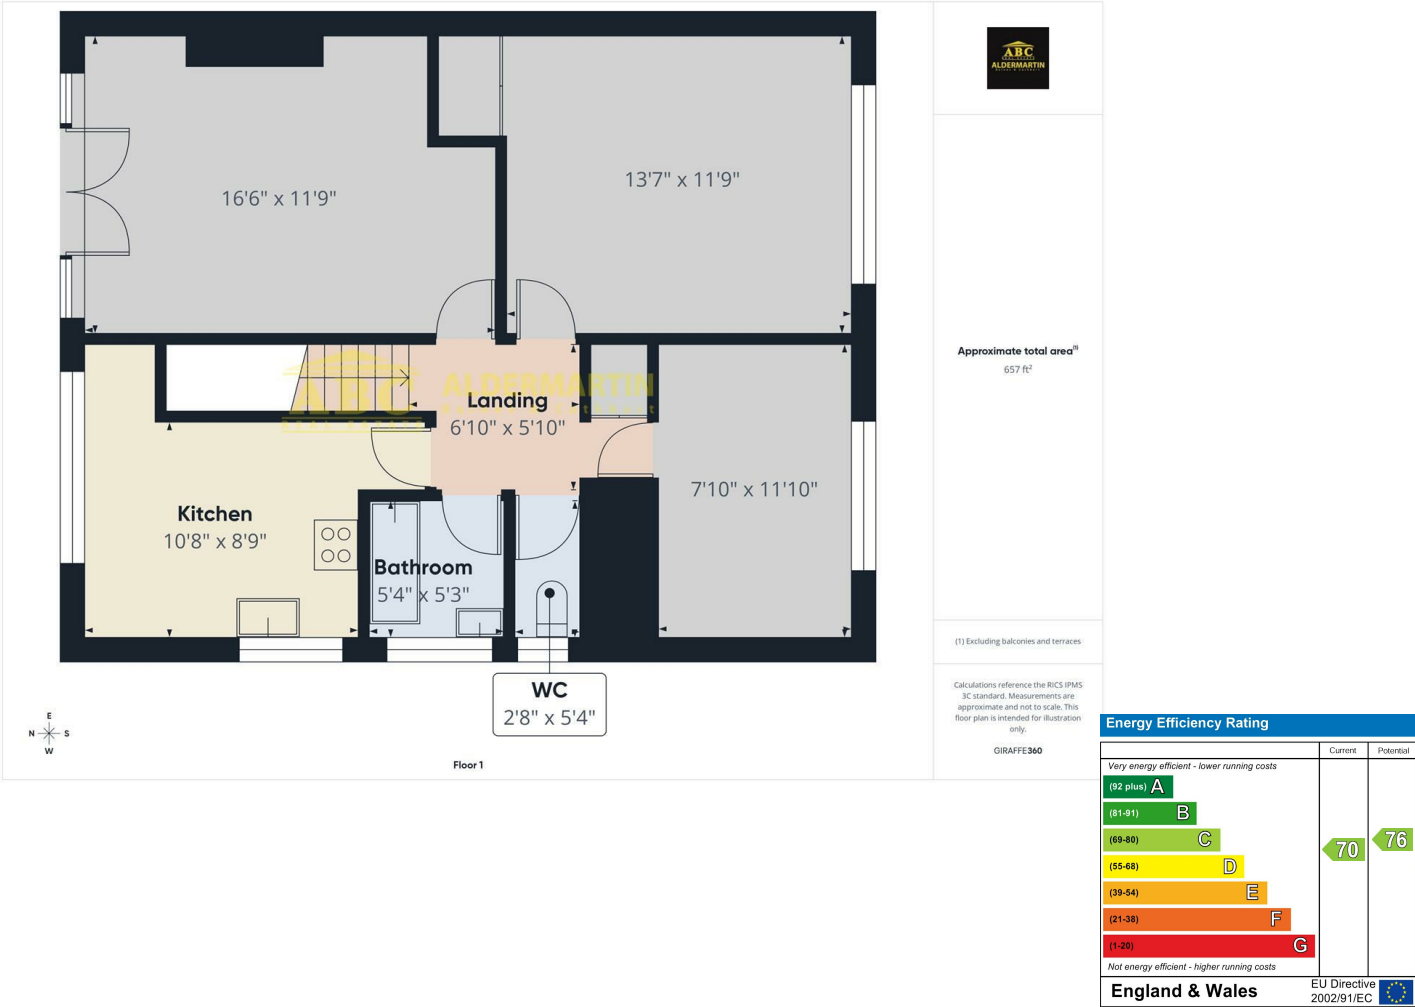 16'6" x 11'9"
13'7" x 11'9"
ABC
REAL ESTATE
ALDERMARTIN
Landing
6'10" x 5'10"
7'10" x 11'10"
Kitchen
10'8" x 8'9"
Bathroom
5'4" x 5'3"
WC
2'8" x 5'4"
E
N S
W
Floor 1
ABC
ALDERMARTIN
Approximate total area(1)
657 ft²
(1) Excluding balconies and terraces
Calculations reference the RICS IPMS
3C standard. Measurements are
approximate and not to scale. This
floor plan is intended for illustration
only.
GIRAFFE360
Energy Efficiency Rating
Current Potential
Very energy efficient - lower running costs
(92 plus) A
(81-91) B
(69-80) C
(55-68) D
(39-54) E
(21-38) F
(1-20) G
70
76
Not energy efficient - higher running costs
England & Wales
EU Directive
2002/91/EC